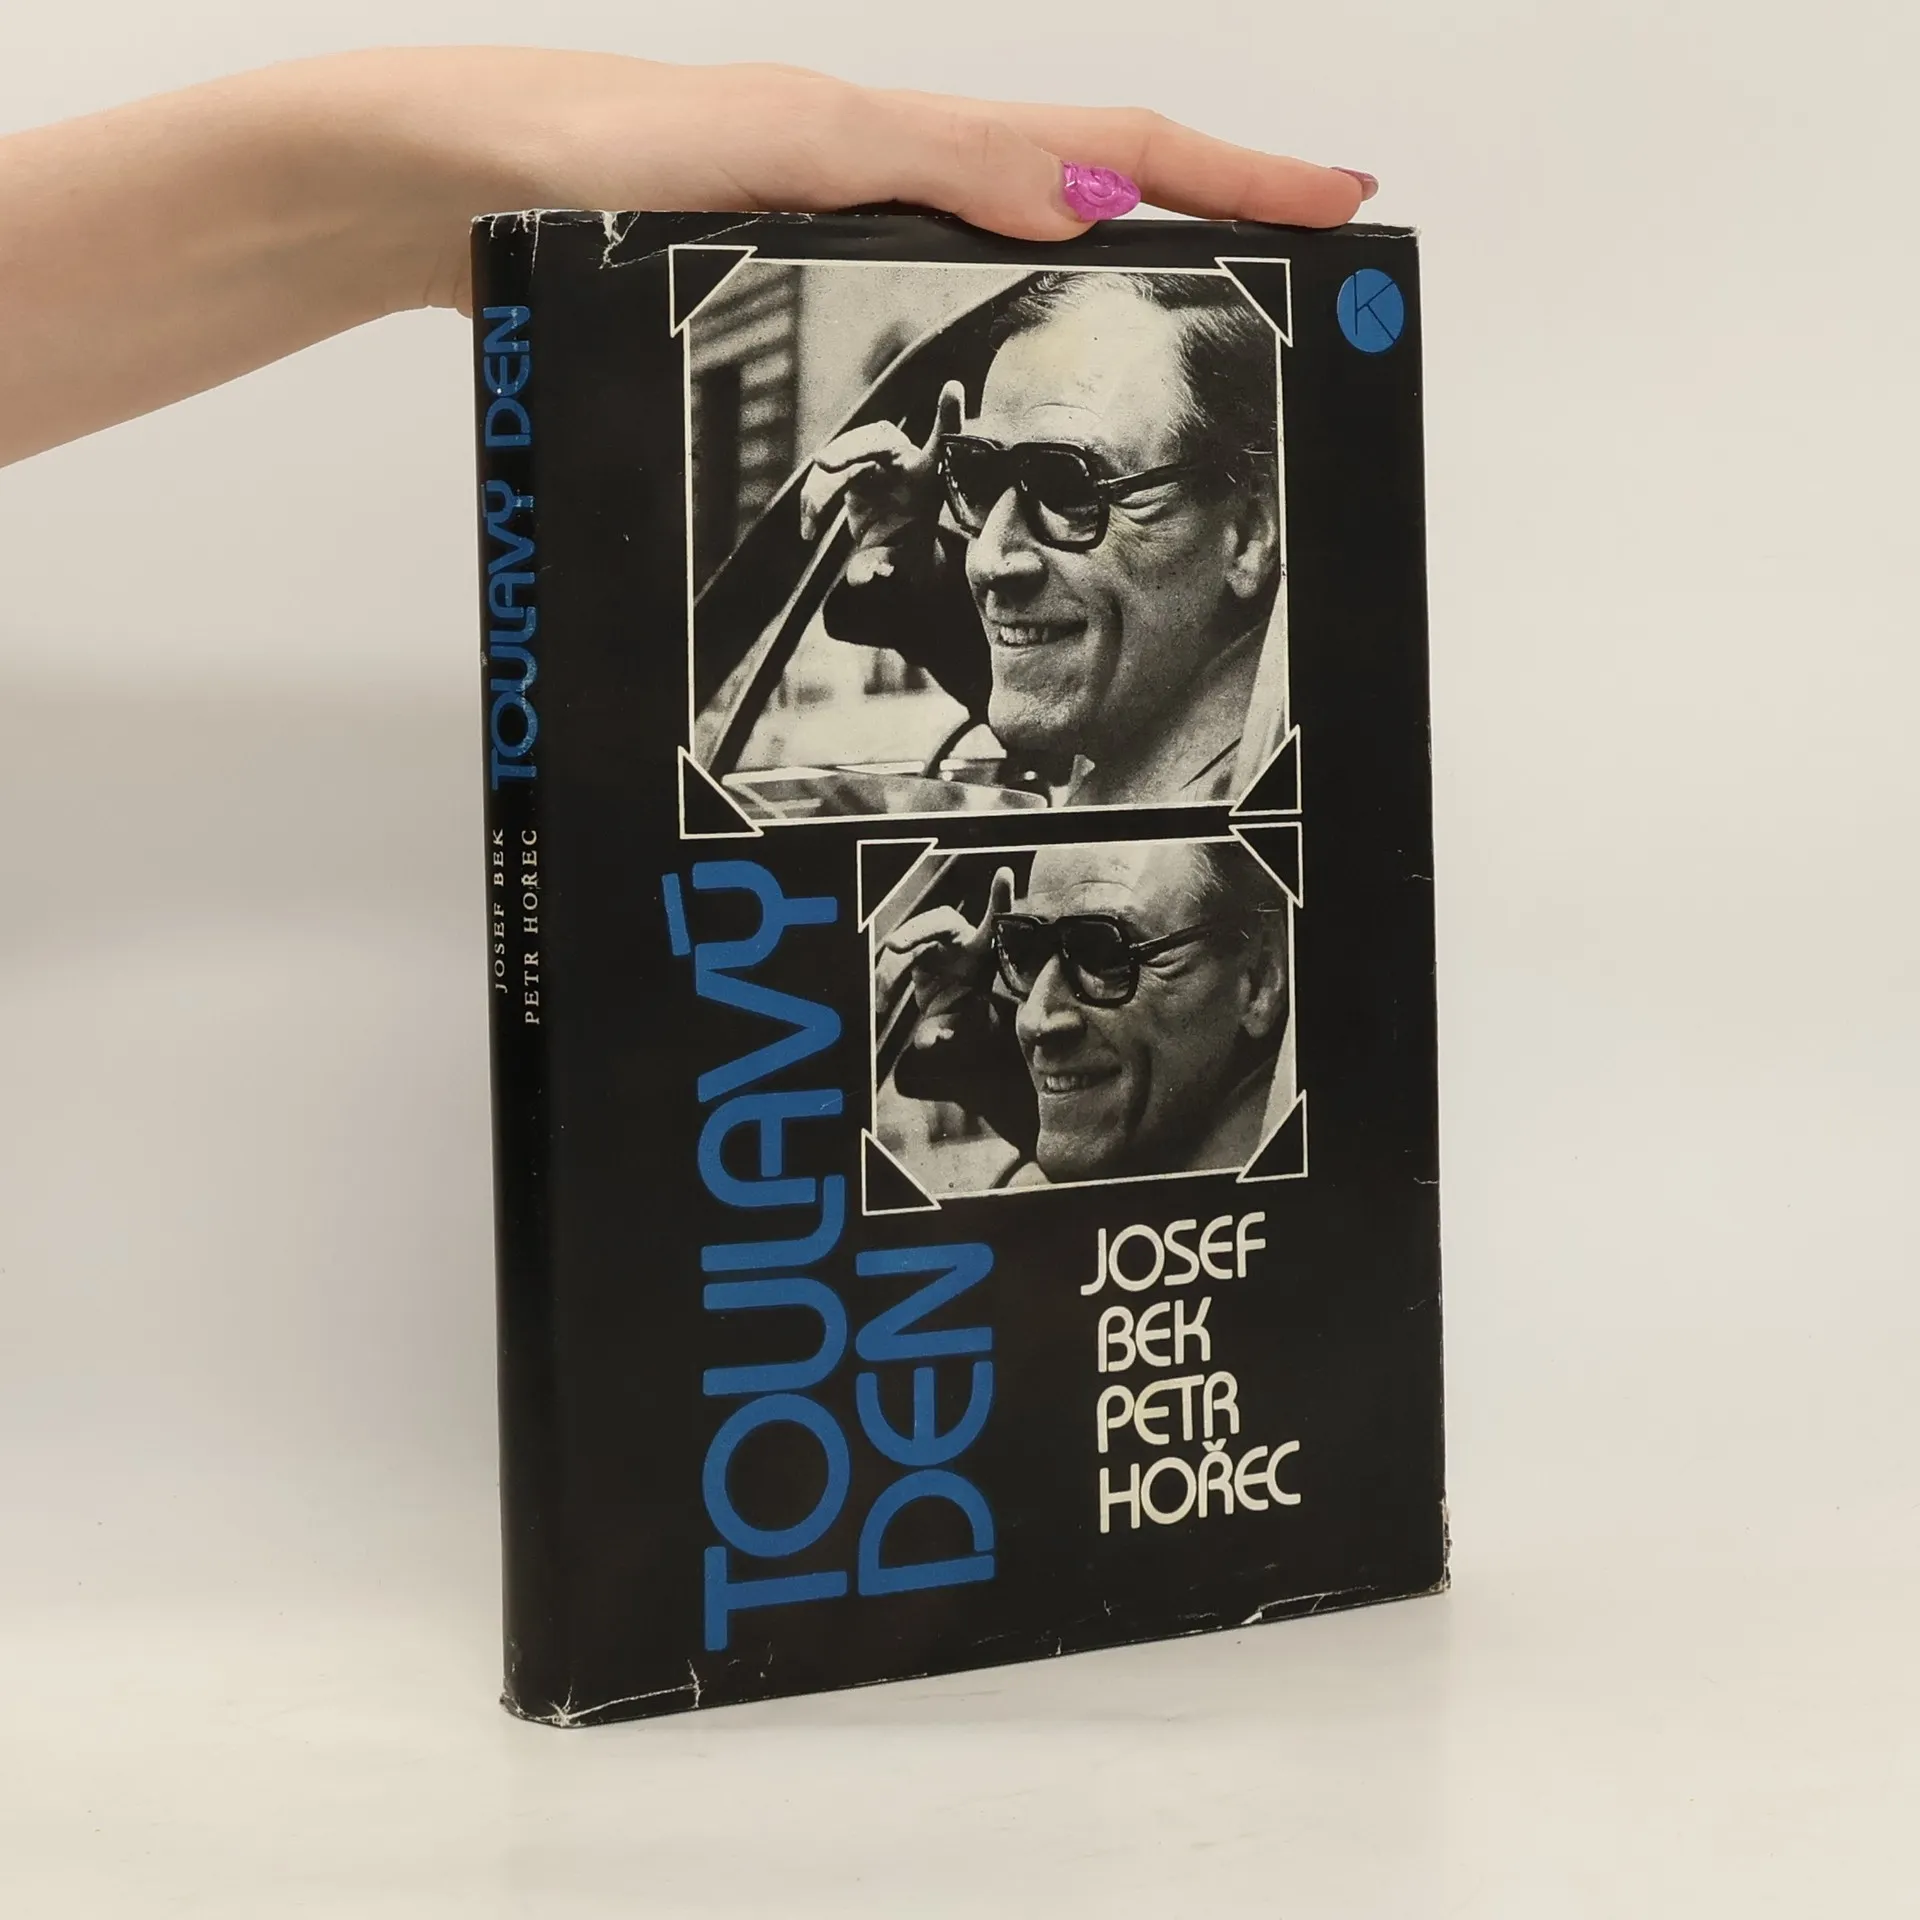 JOSEF BEK
PETR HOŘEC
TOULAVÝ DEN
K
TOULAVÝ
DEN
JOSEF
BEK
PETR
HOŘEC